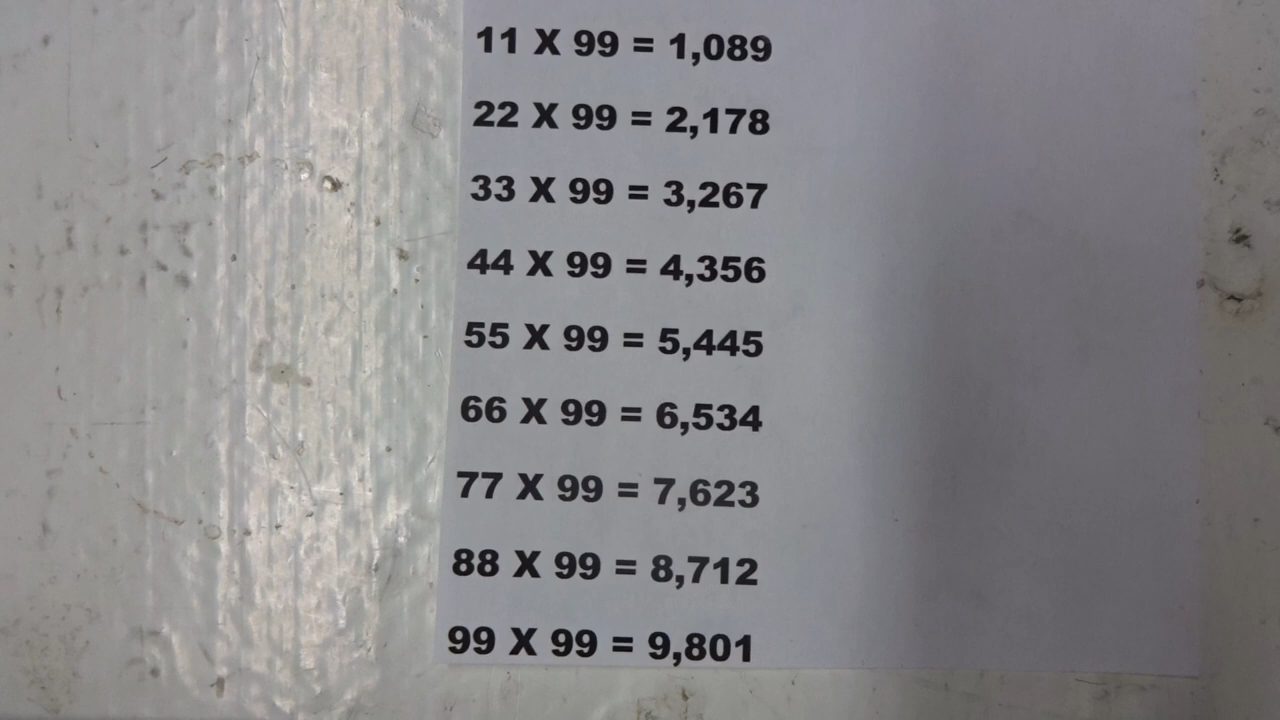 11 X 99 = 1,089
22 X 99 = 2,178
33 X 99 = 3,267
44 X 99 = 4,356
55 X 99 = 5,445
66 X 99 = 6,534
77 X 99 = 7,623
88 X 99 = 8,712
99 X 99 = 9,801